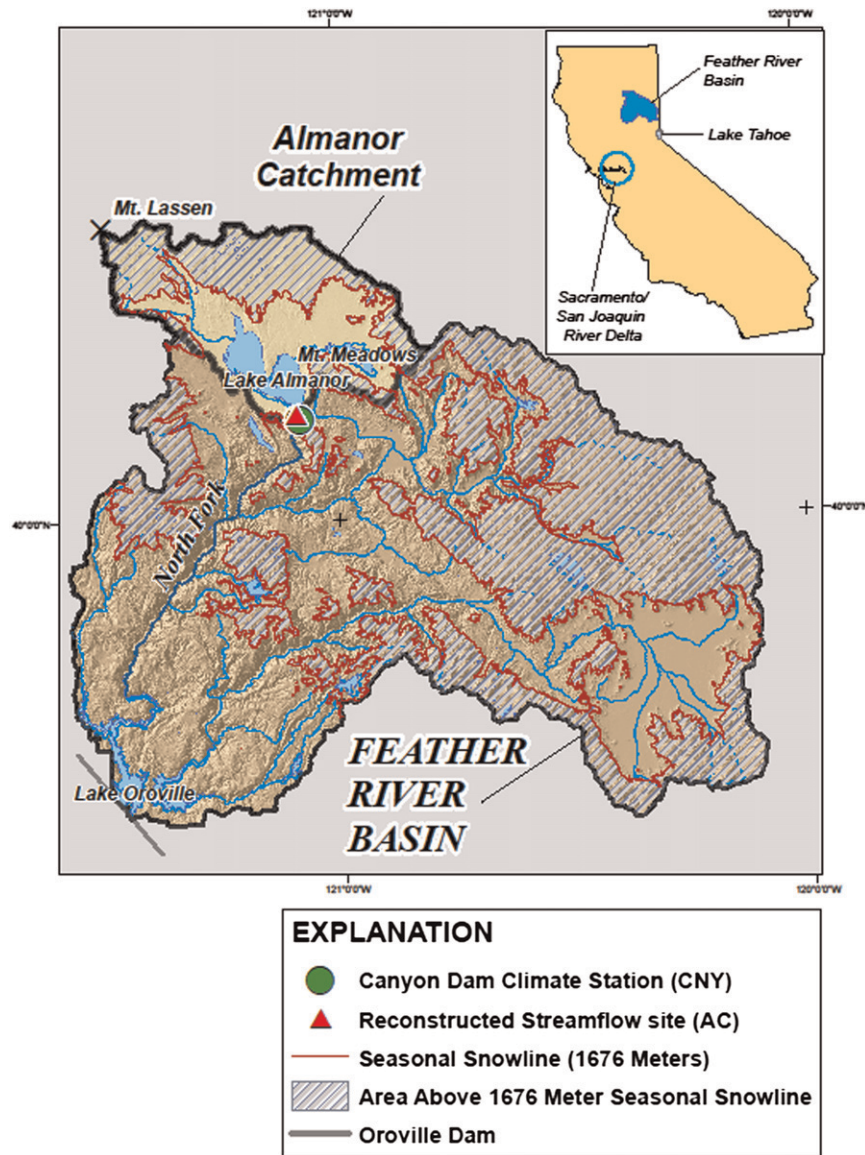 121°0'0"W
120°0'0"W
Feather River
Basin
Lake Tahoe
Sacramento/
San Joaquin
River Delta
Almanor
Catchment
Mt. Lassen
Mt. Meadows
Lake Almanor
40°0'0"N
40°0'0"N
North Fork
FEATHER
RIVER
BASIN
Lake Oroville
121°0'0"W
120°0'0"W
EXPLANATION
Canyon Dam Climate Station (CNY)
Reconstructed Streamflow site (AC)
Seasonal Snowline (1676 Meters)
Area Above 1676 Meter Seasonal Snowline
Oroville Dam